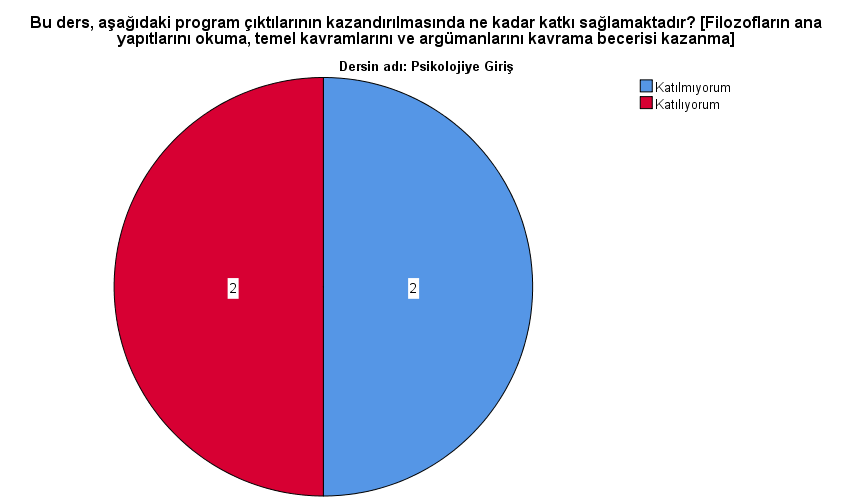 Bu ders, aşağıdaki program çıktılarının kazandırılmasında ne kadar katkı sağlamaktadır? [Filozofların ana
yapıtlarını okuma, temel kavramlarını ve argümanlarını kavrama becerisi kazanma]
Dersin adı: Psikolojiye Giriş
Katılmıyorum
Katılıyorum
2
2